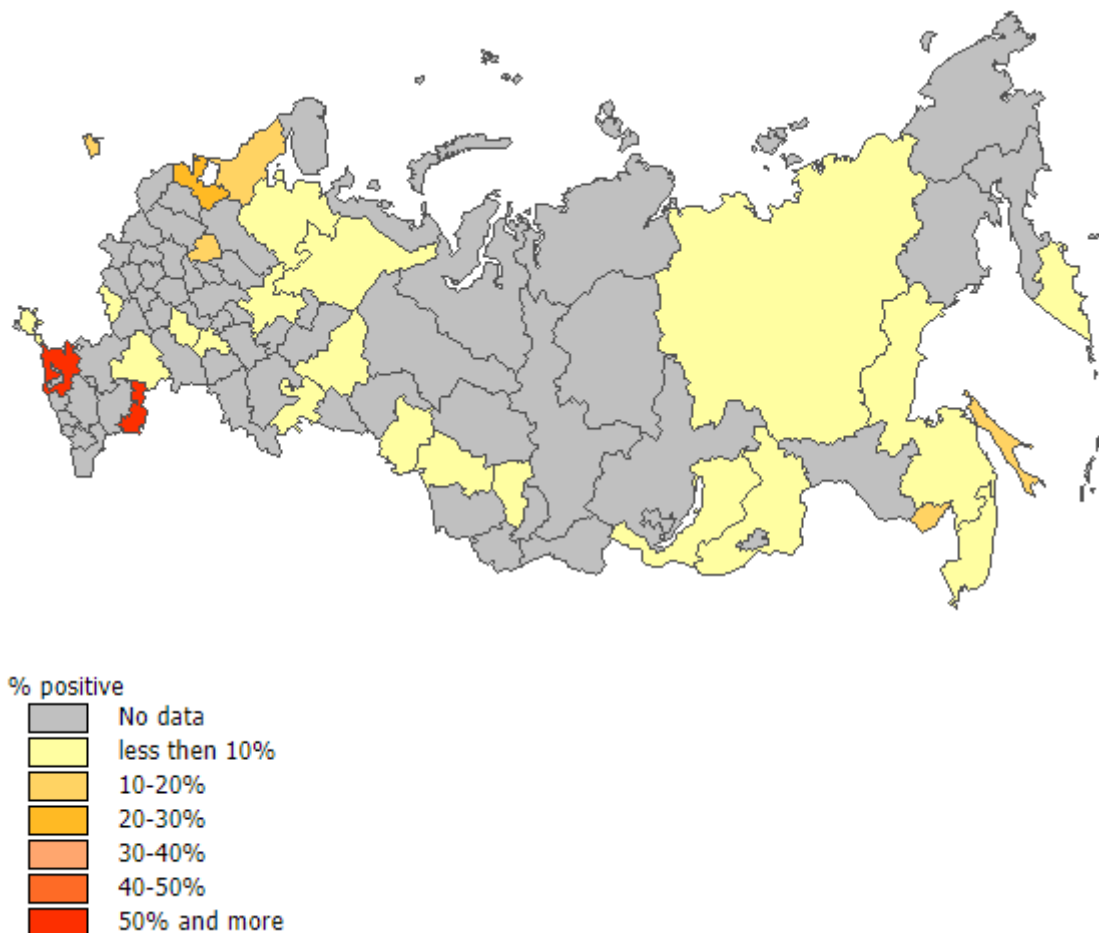 % positive
No data
less then 10%
10-20%
20-30%
30-40%
40-50%
50% and more